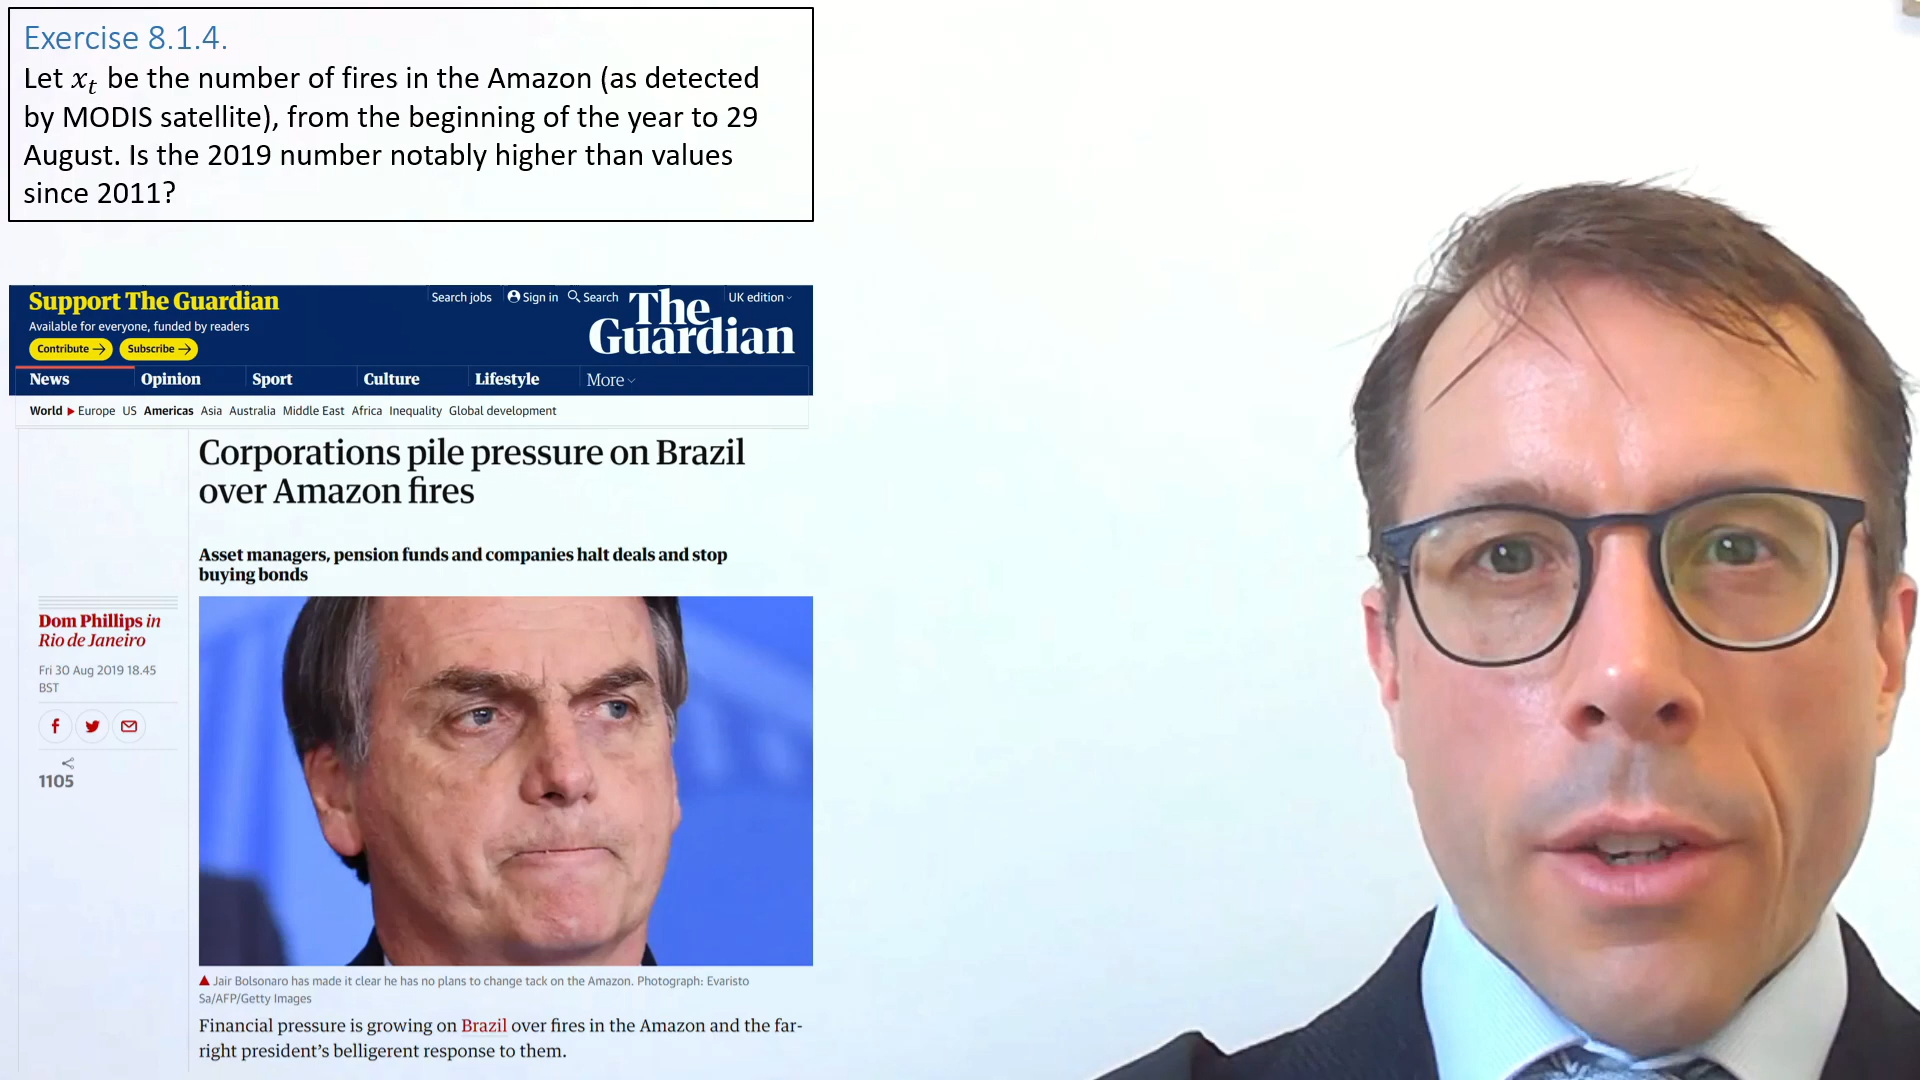 Exercise 8.1.4.
Let xₜ be the number of fires in the Amazon (as detected
by MODIS satellite), from the beginning of the year to 29
August. Is the 2019 number notably higher than values
since 2011?
Support The Guardian
Available for everyone, funded by readers
Contribute →
Subscribe →
Search jobs
Sign in
Search
UK edition
The
Guardian
News
Opinion
Sport
Culture
Lifestyle
More
World
Europe
US
Americas
Asia
Australia
Middle East
Africa
Inequality
Global development
Corporations pile pressure on Brazil
over Amazon fires
Asset managers, pension funds and companies halt deals and stop
buying bonds
Dom Phillips in
Rio de Janeiro
Fri 30 Aug 2019 18.45
BST
1105
Jair Bolsonaro has made it clear he has no plans to change tack on the Amazon. Photograph: Evaristo
Sa/AFP/Getty Images
Financial pressure is growing on Brazil over fires in the Amazon and the far-
right president’s belligerent response to them.